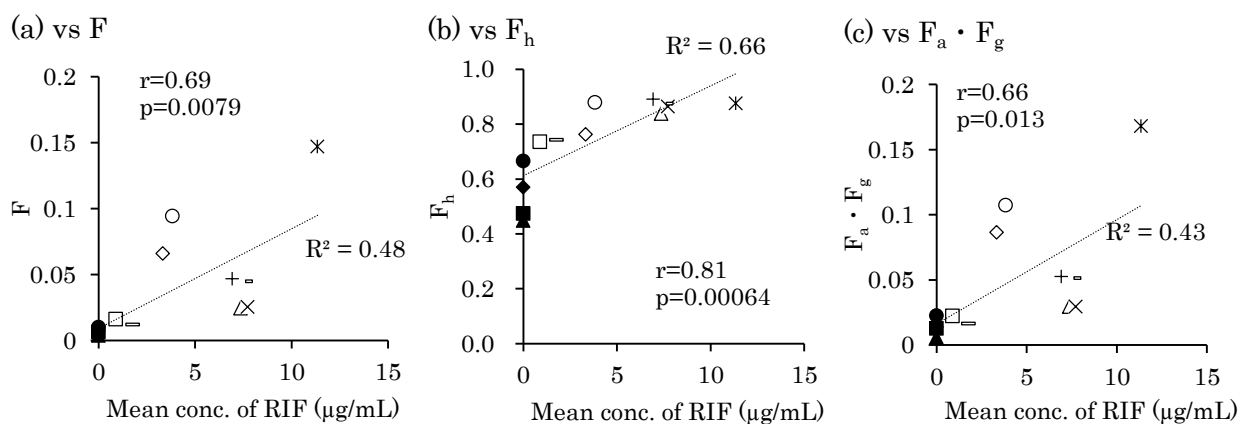 (a) vs F
r=0.69
p=0.0079
0.2
0.15
0.1
0.05
0
F
R² = 0.48
0 5 10 15
Mean conc. of RIF (µg/mL)
(b) vs Fh
R² = 0.66
1.0
0.8
0.6
0.4
0.2
0.0
Fh
r=0.81
p=0.00064
0 5 10 15
Mean conc. of RIF (µg/mL)
(c) vs Fa・Fg
r=0.66
p=0.013
0.2
0.15
0.1
0.05
0
Fa・Fg
R² = 0.43
0 5 10 15
Mean conc. of RIF (µg/mL)